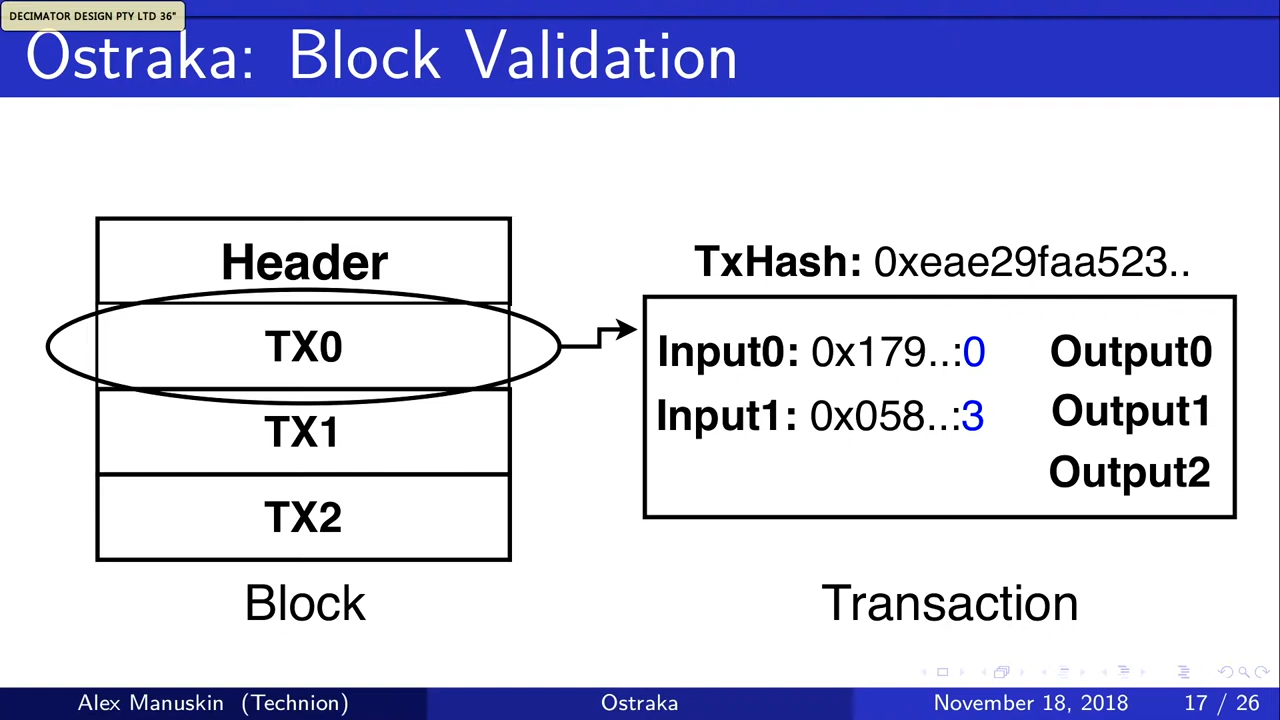 DECIMATOR DESIGN PTY LTD 36"
Ostraka: Block Validation
Header
TX0
TX1
TX2
Block
TxHash: 0xeae29faa523..
Input0: 0x179..:0 Output0
Input1: 0x058..:3 Output1
Output2
Transaction
Alex Manuskin (Technion) Ostraka November 18, 2018 17 / 26